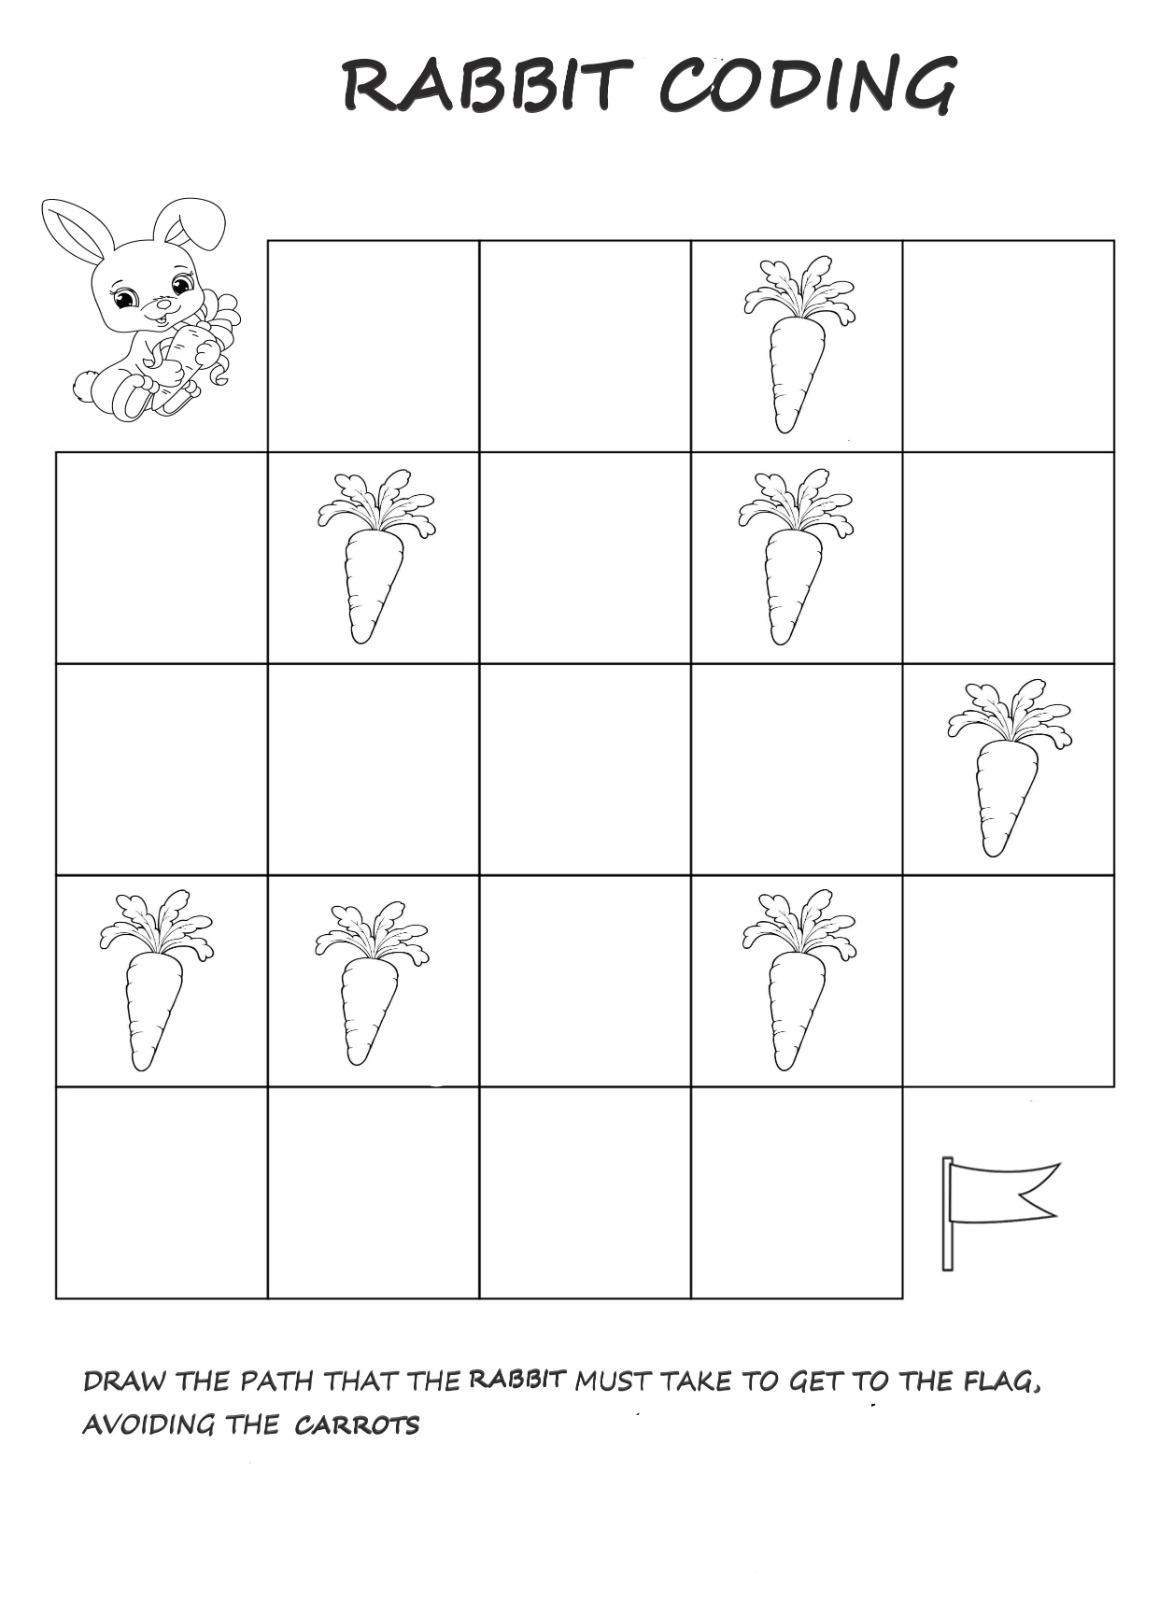 RABBIT CODING
DRAW THE PATH THAT THE RABBIT MUST TAKE TO GET TO THE FLAG,
AVOIDING THE CARROTS